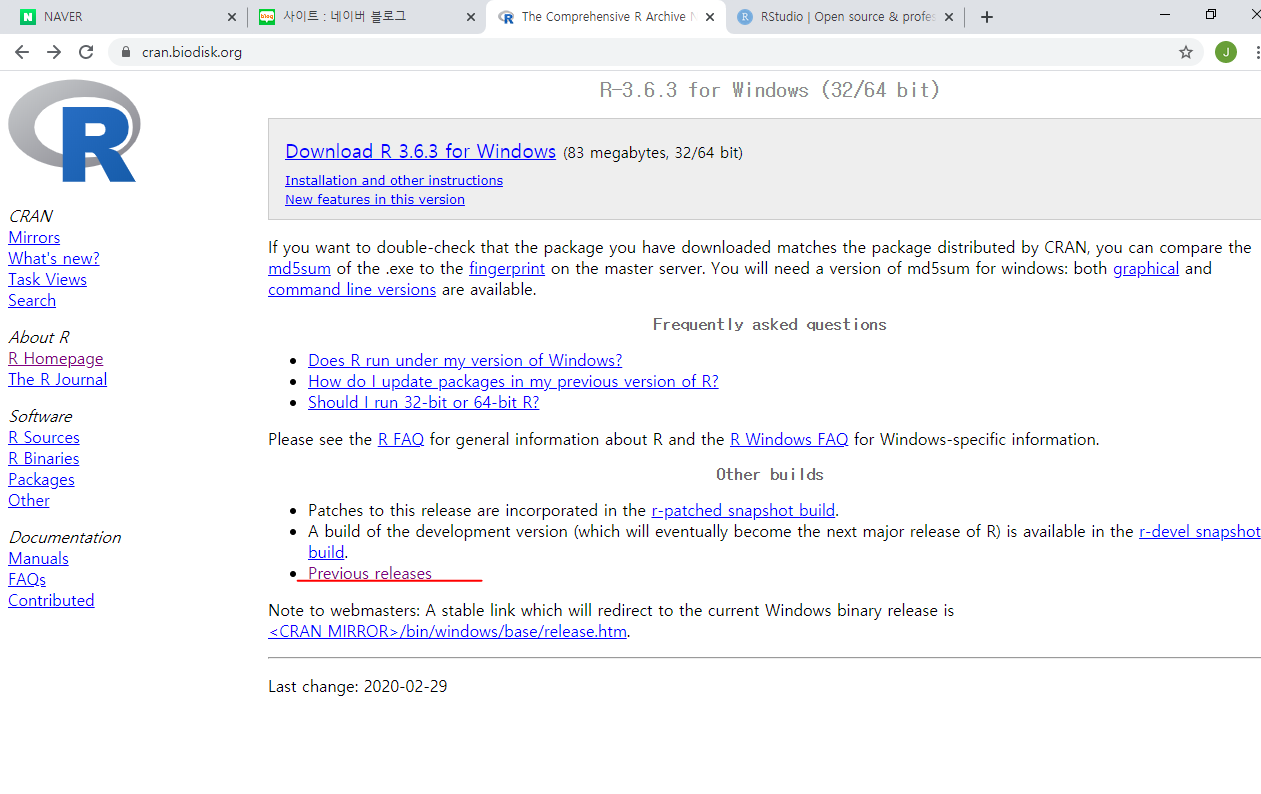 NAVER
사이트 : 네이버 블로그
The Comprehensive R Archive N
RStudio | Open source & profes
cran.biodisk.org
J
R
CRAN
Mirrors
What's new?
Task Views
Search
About R
R Homepage
The R Journal
Software
R Sources
R Binaries
Packages
Other
Documentation
Manuals
FAQs
Contributed
R-3.6.3 for Windows (32/64 bit)
Download R 3.6.3 for Windows (83 megabytes, 32/64 bit)
Installation and other instructions
New features in this version
If you want to double-check that the package you have downloaded matches the package distributed by CRAN, you can compare the
md5sum of the .exe to the fingerprint on the master server. You will need a version of md5sum for windows: both graphical and
command line versions are available.
Frequently asked questions
Does R run under my version of Windows?
How do I update packages in my previous version of R?
Should I run 32-bit or 64-bit R?
Please see the R FAQ for general information about R and the R Windows FAQ for Windows-specific information.
Other builds
Patches to this release are incorporated in the r-patched snapshot build.
A build of the development version (which will eventually become the next major release of R) is available in the r-devel snapshot
build.
Previous releases
Note to webmasters: A stable link which will redirect to the current Windows binary release is
<CRAN MIRROR>/bin/windows/base/release.htm.
Last change: 2020-02-29